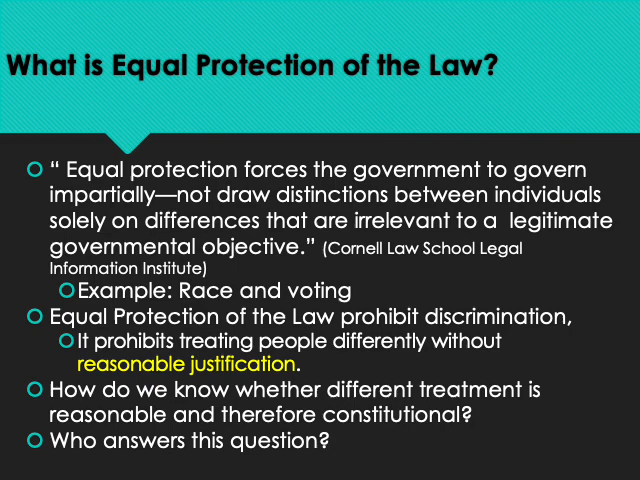 What is Equal Protection of the Law?
“ Equal protection forces the government to govern
impartially—not draw distinctions between individuals
solely on differences that are irrelevant to a legitimate
governmental objective.” (Cornell Law School Legal
Information Institute)
Example: Race and voting
Equal Protection of the Law prohibit discrimination,
It prohibits treating people differently without
reasonable justification.
How do we know whether different treatment is
reasonable and therefore constitutional?
Who answers this question?